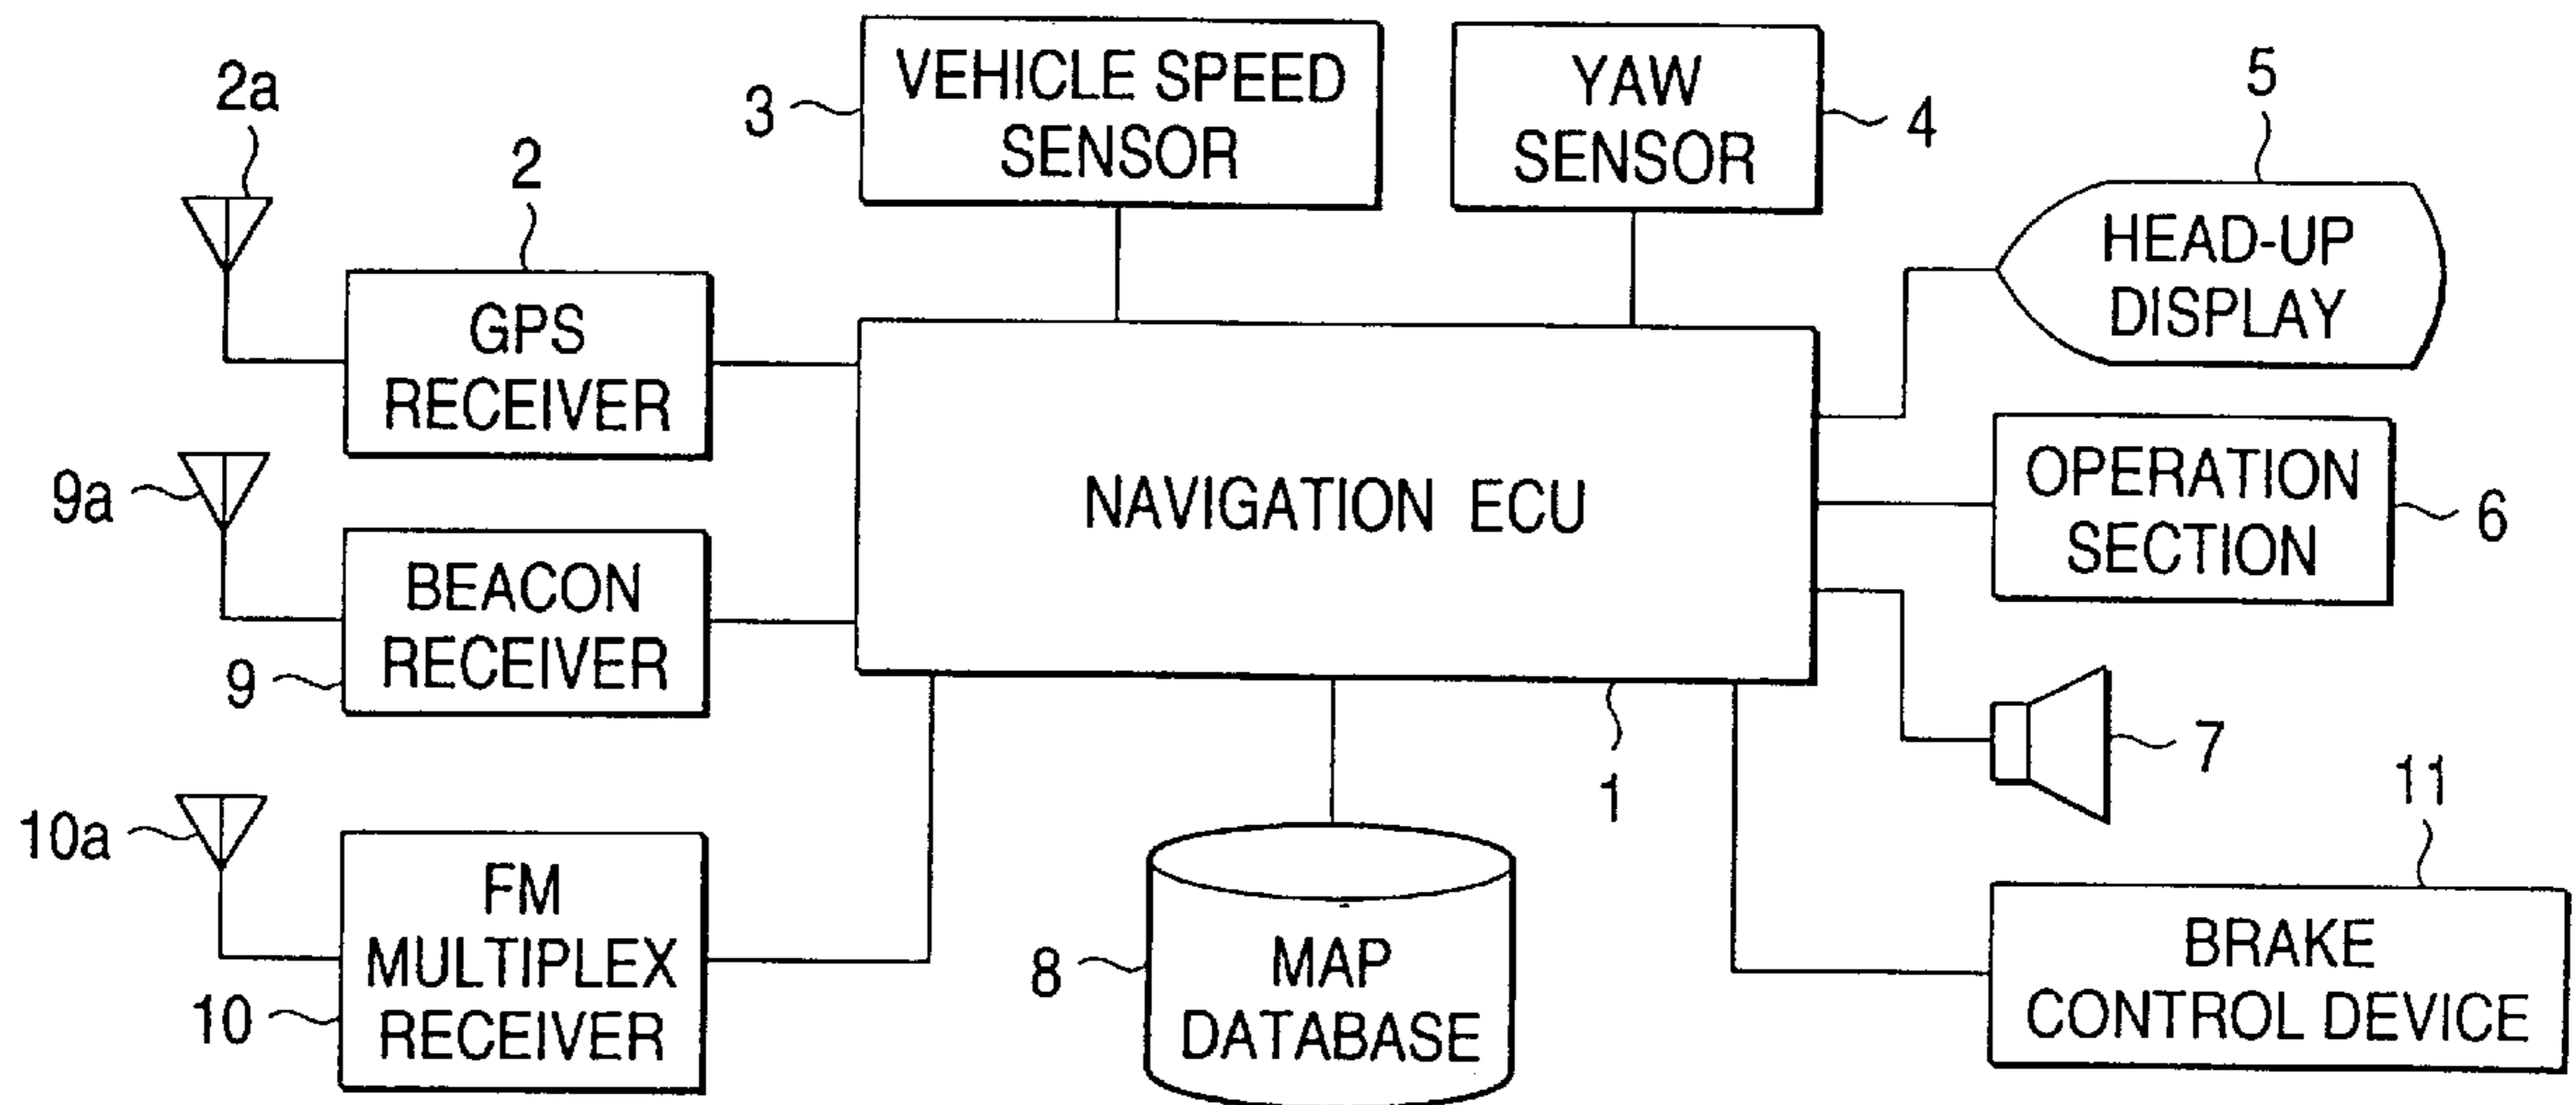 2a
2
3
VEHICLE SPEED
SENSOR
YAW
SENSOR
4
5
HEAD-UP
DISPLAY
GPS
RECEIVER
NAVIGATION ECU
OPERATION
SECTION
6
9a
BEACON
RECEIVER
9
1
7
11
10a
FM
MULTIPLEX
RECEIVER
10
8
MAP
DATABASE
BRAKE
CONTROL DEVICE